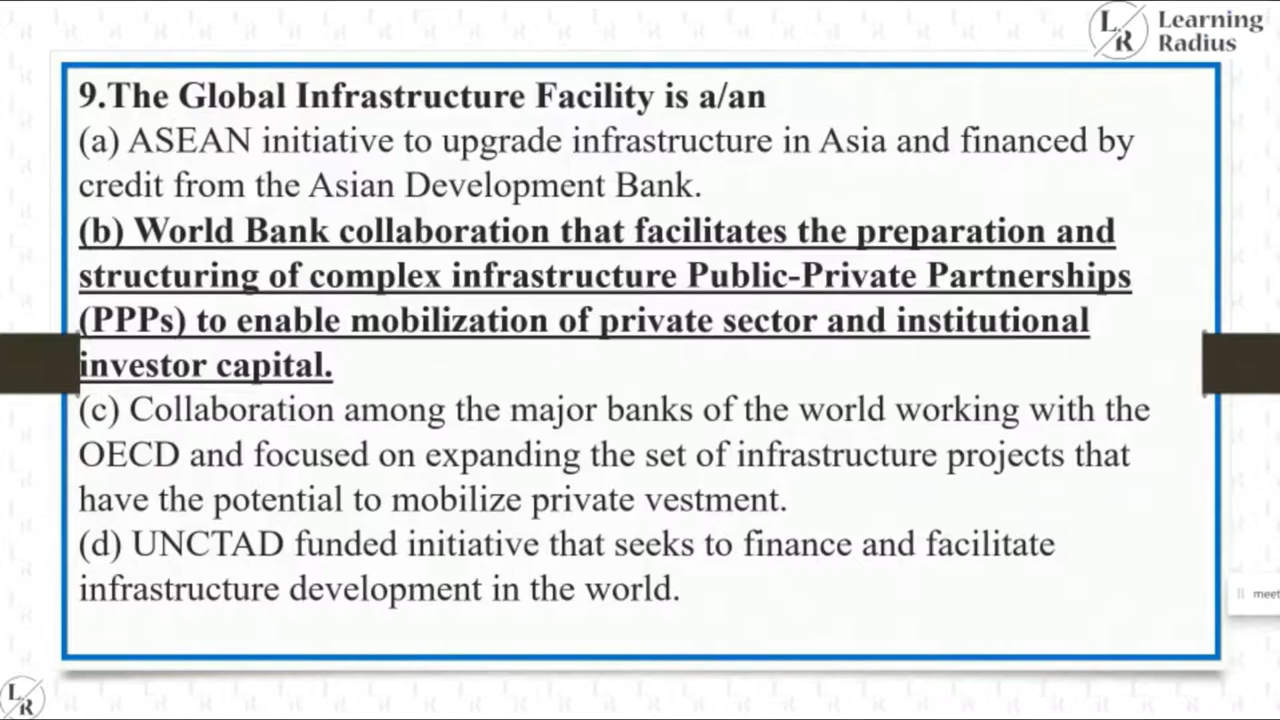 L R Learning
Radius
9.The Global Infrastructure Facility is a/an
(a) ASEAN initiative to upgrade infrastructure in Asia and financed by
credit from the Asian Development Bank.
(b) World Bank collaboration that facilitates the preparation and
structuring of complex infrastructure Public-Private Partnerships
(PPPs) to enable mobilization of private sector and institutional
investor capital.
(c) Collaboration among the major banks of the world working with the
OECD and focused on expanding the set of infrastructure projects that
have the potential to mobilize private vestment.
(d) UNCTAD funded initiative that seeks to finance and facilitate
infrastructure development in the world.
meet
L R